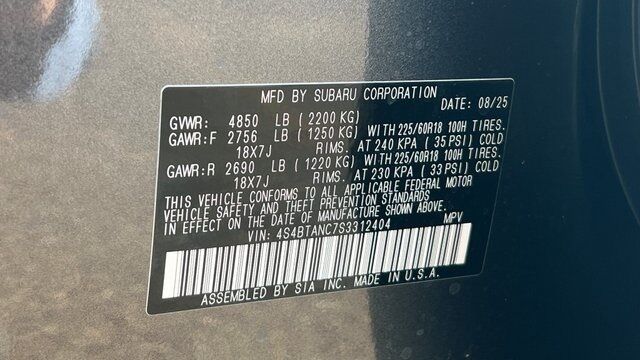 MFD BY SUBARU CORPORATION
DATE: 08/25
GVWR: 4850 LB (2200 KG)
GAWR:F 2756 LB (1250 KG) WITH 225/60R18 100H TIRES.
18X7J RIMS. AT 240 KPA (35 PSI) COLD
GAWR:R 2690 LB (1220 KG) WITH 225/60R18 100H TIRES.
18X7J RIMS. AT 230 KPA (33 PSI) COLD
THIS VEHICLE CONFORMS TO ALL APPLICABLE FEDERAL MOTOR
VEHICLE SAFETY AND THEFT PREVENTION STANDARDS
IN EFFECT ON THE DATE OF MANUFACTURE SHOWN ABOVE.
VIN: 4S4BTANC7S3312404 MPV
ASSEMBLED BY SIA INC. MADE IN U.S.A.